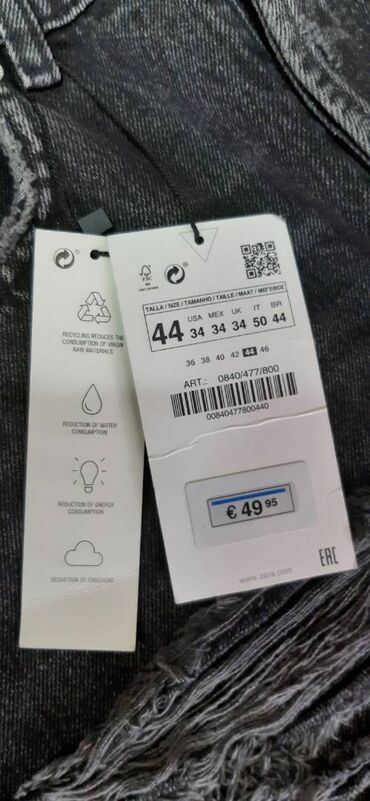 RECYCLING REDUCES THE
CONSUMPTION OF VIRGIN
RAW MATERIALS
REDUCTION OF WATER
CONSUMPTION
REDUCTION OF ENERGY
CONSUMPTION
REDUCTION OF EMISSIONS
FSC
TALLA / SIZE / TAMANHO / TAILLE / MAAT / ΜΕΓΕΘΟΣ
44
USA MEX UK IT BR
34 34 34 50 44
36 38 40 42 44 46
ART.: 0840/477/800
00840477800440
€ 49 95
www.zara.com
EAC